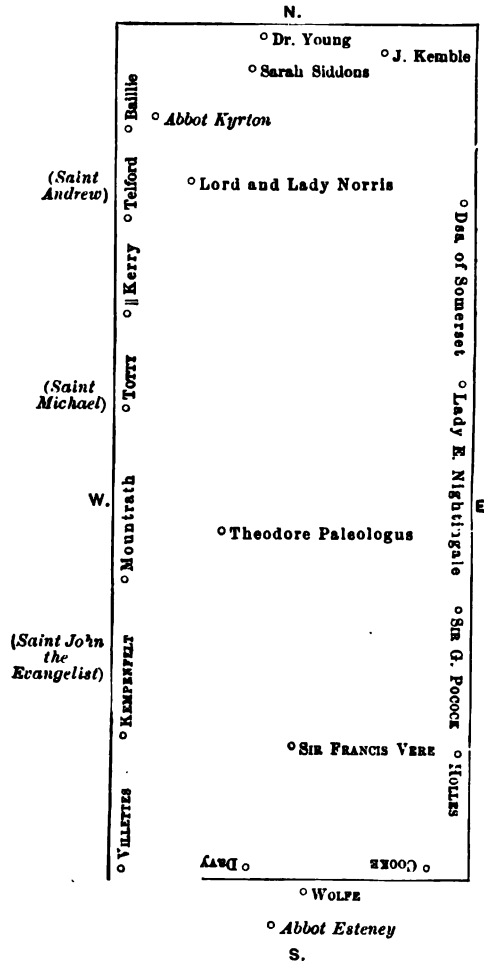 N.
Dr. Young
J. Kemble
Sarah Siddons
Baillie
Abbot Kyrton
(Saint
Andrew)
Telford
Lord and Lady Norris
Dss. of Somerset
||Kerry
(Saint
Michael)
TOTTY
Lady E. Nightingale
W.
E
Mountrath
Theodore Paleologus
(Saint John
the
Evangelist)
KEMPENFELT
SIR G. POCOCK
SIR FRANCIS VERE
HOLLES
VILLETTES
DAVY
COOKE
WOLFE
Abbot Esteney
S.